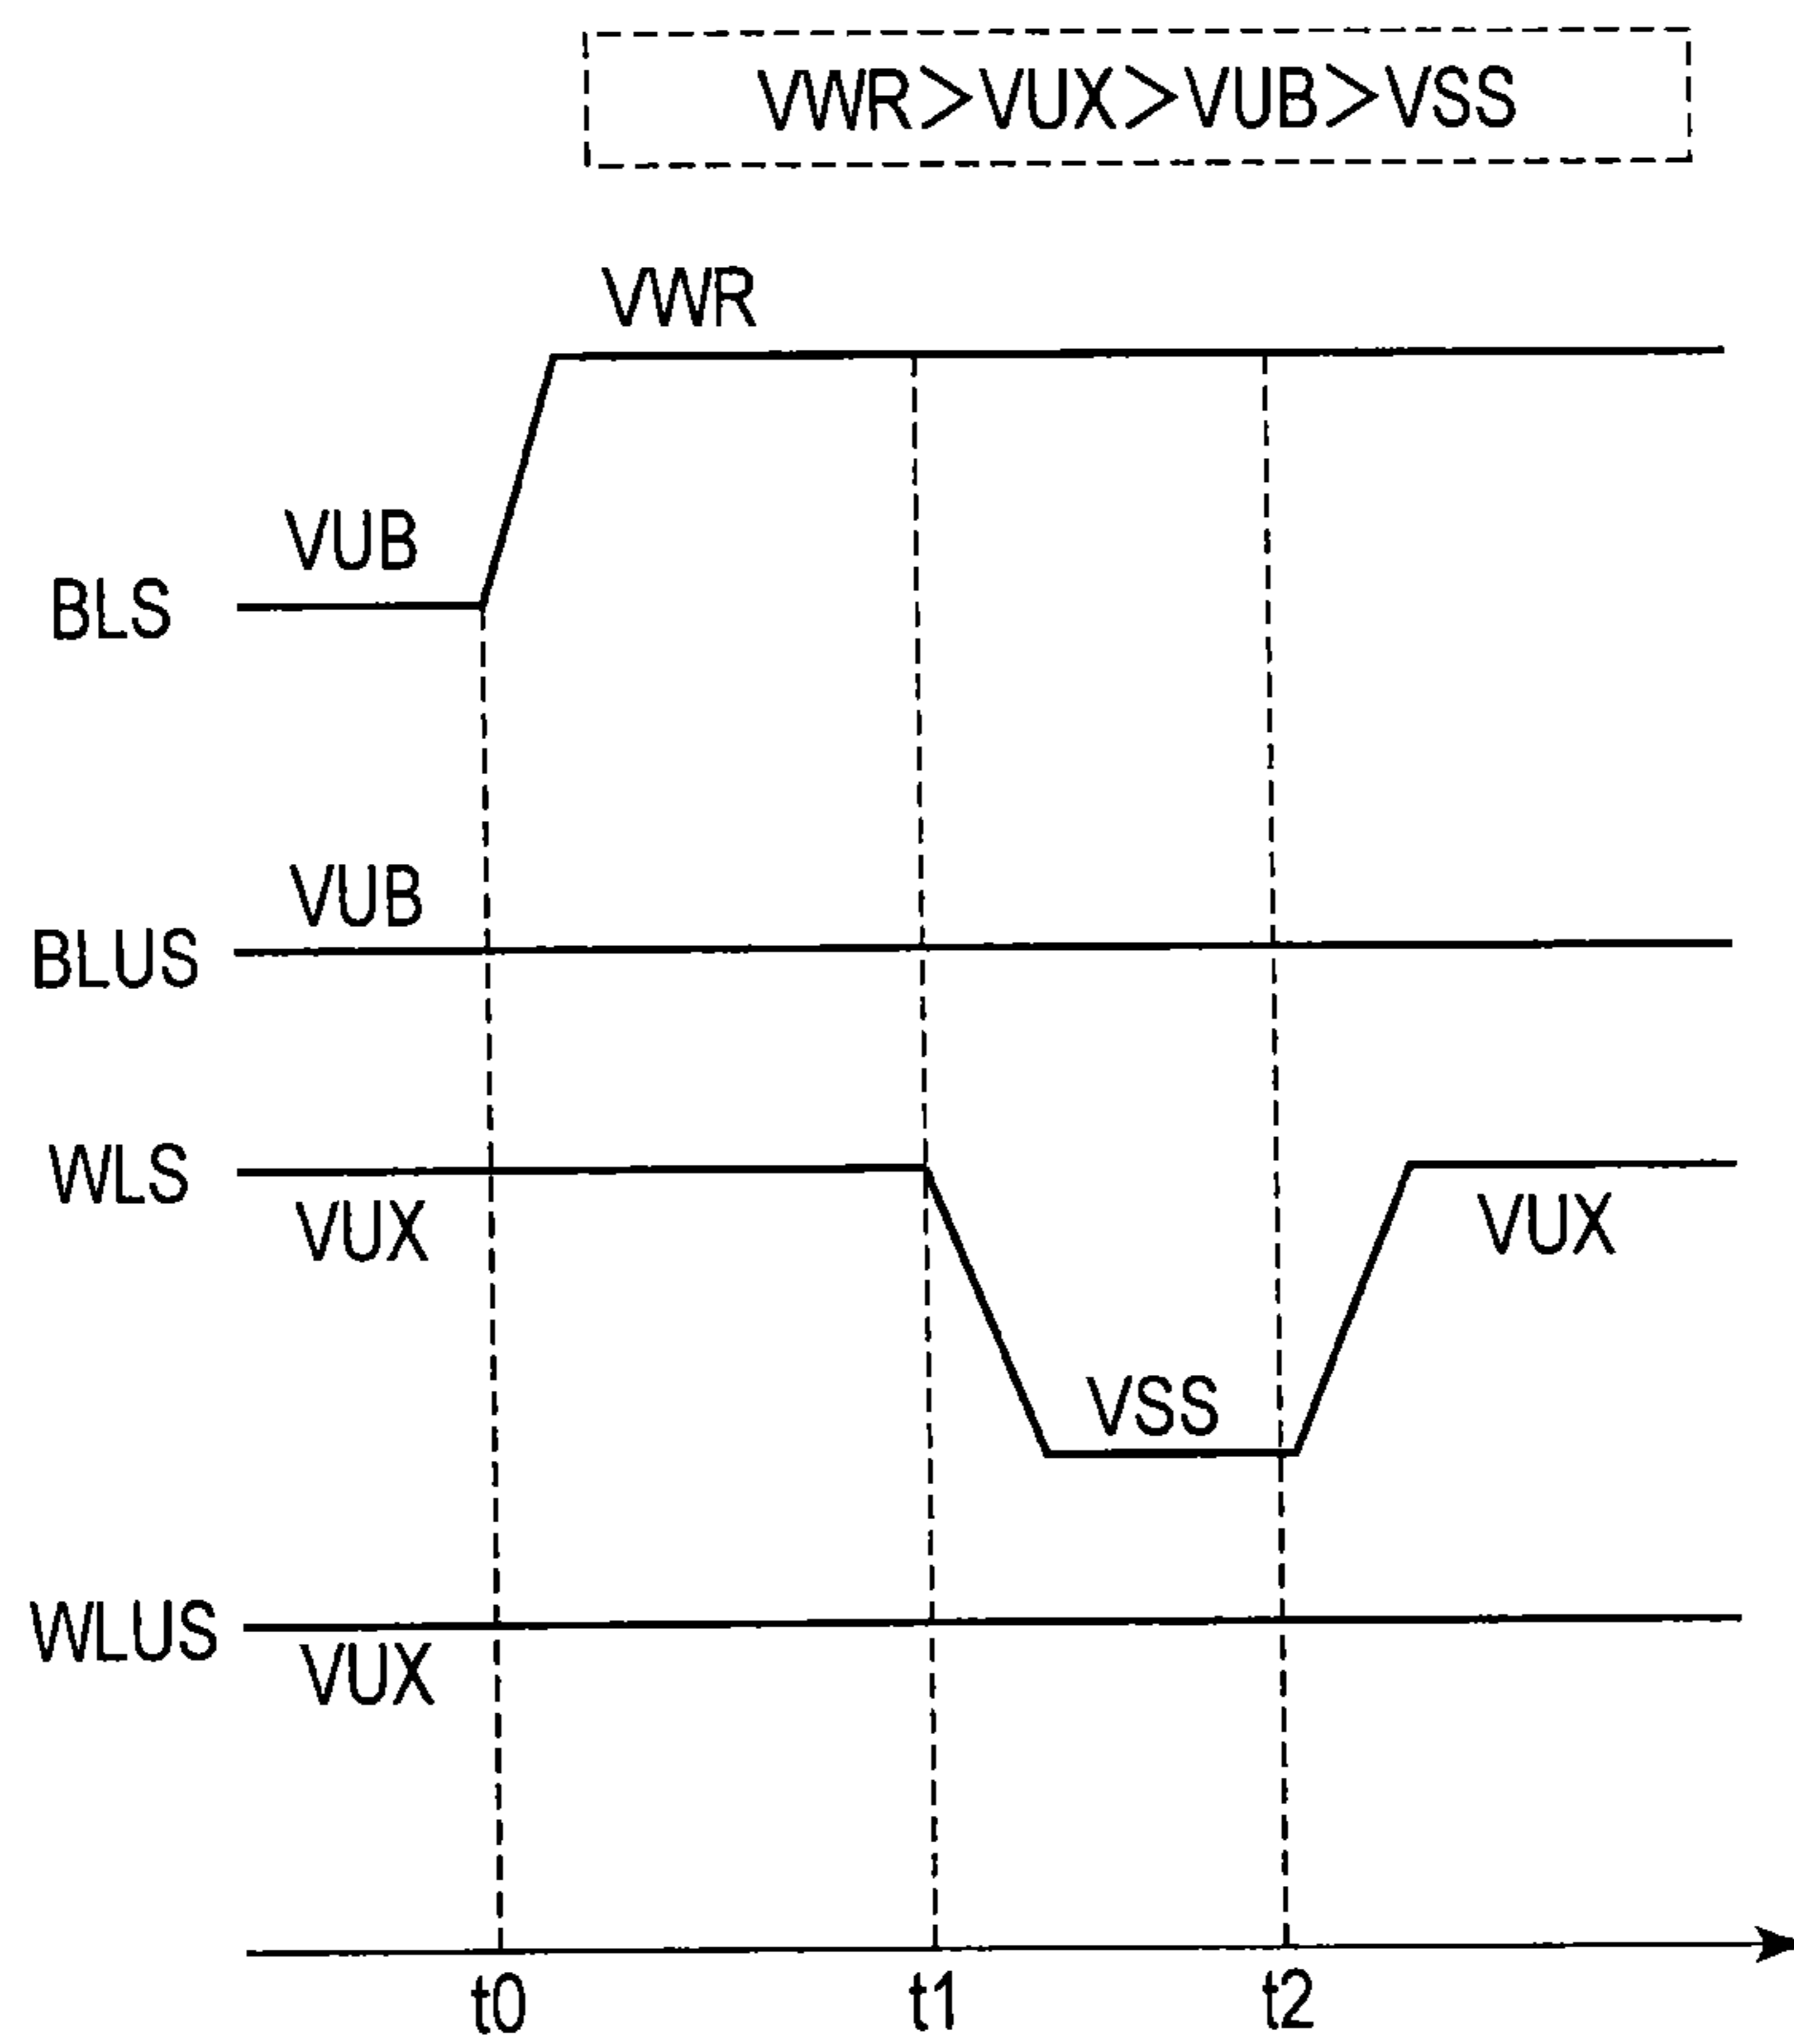 VWR>VUX>VUB>VSS
VWR
VUB
BLS
VUB
BLUS
WLS
VUX
VUX
VSS
WLUS
VUX
t0 t1 t2